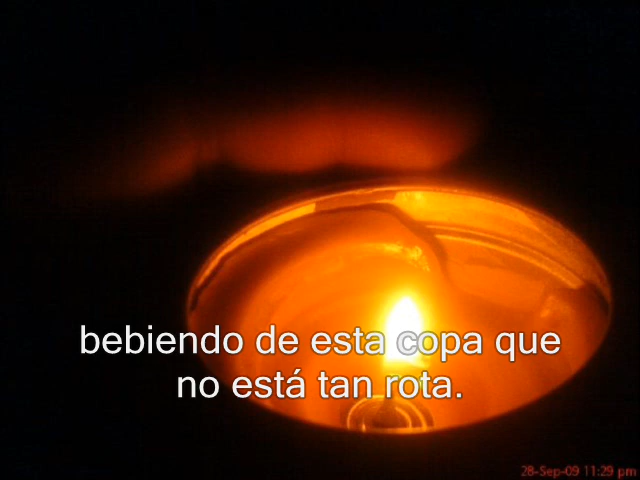 bebiendo de esta copa que
no está tan rota.
28-Sep-09 11:29 pm